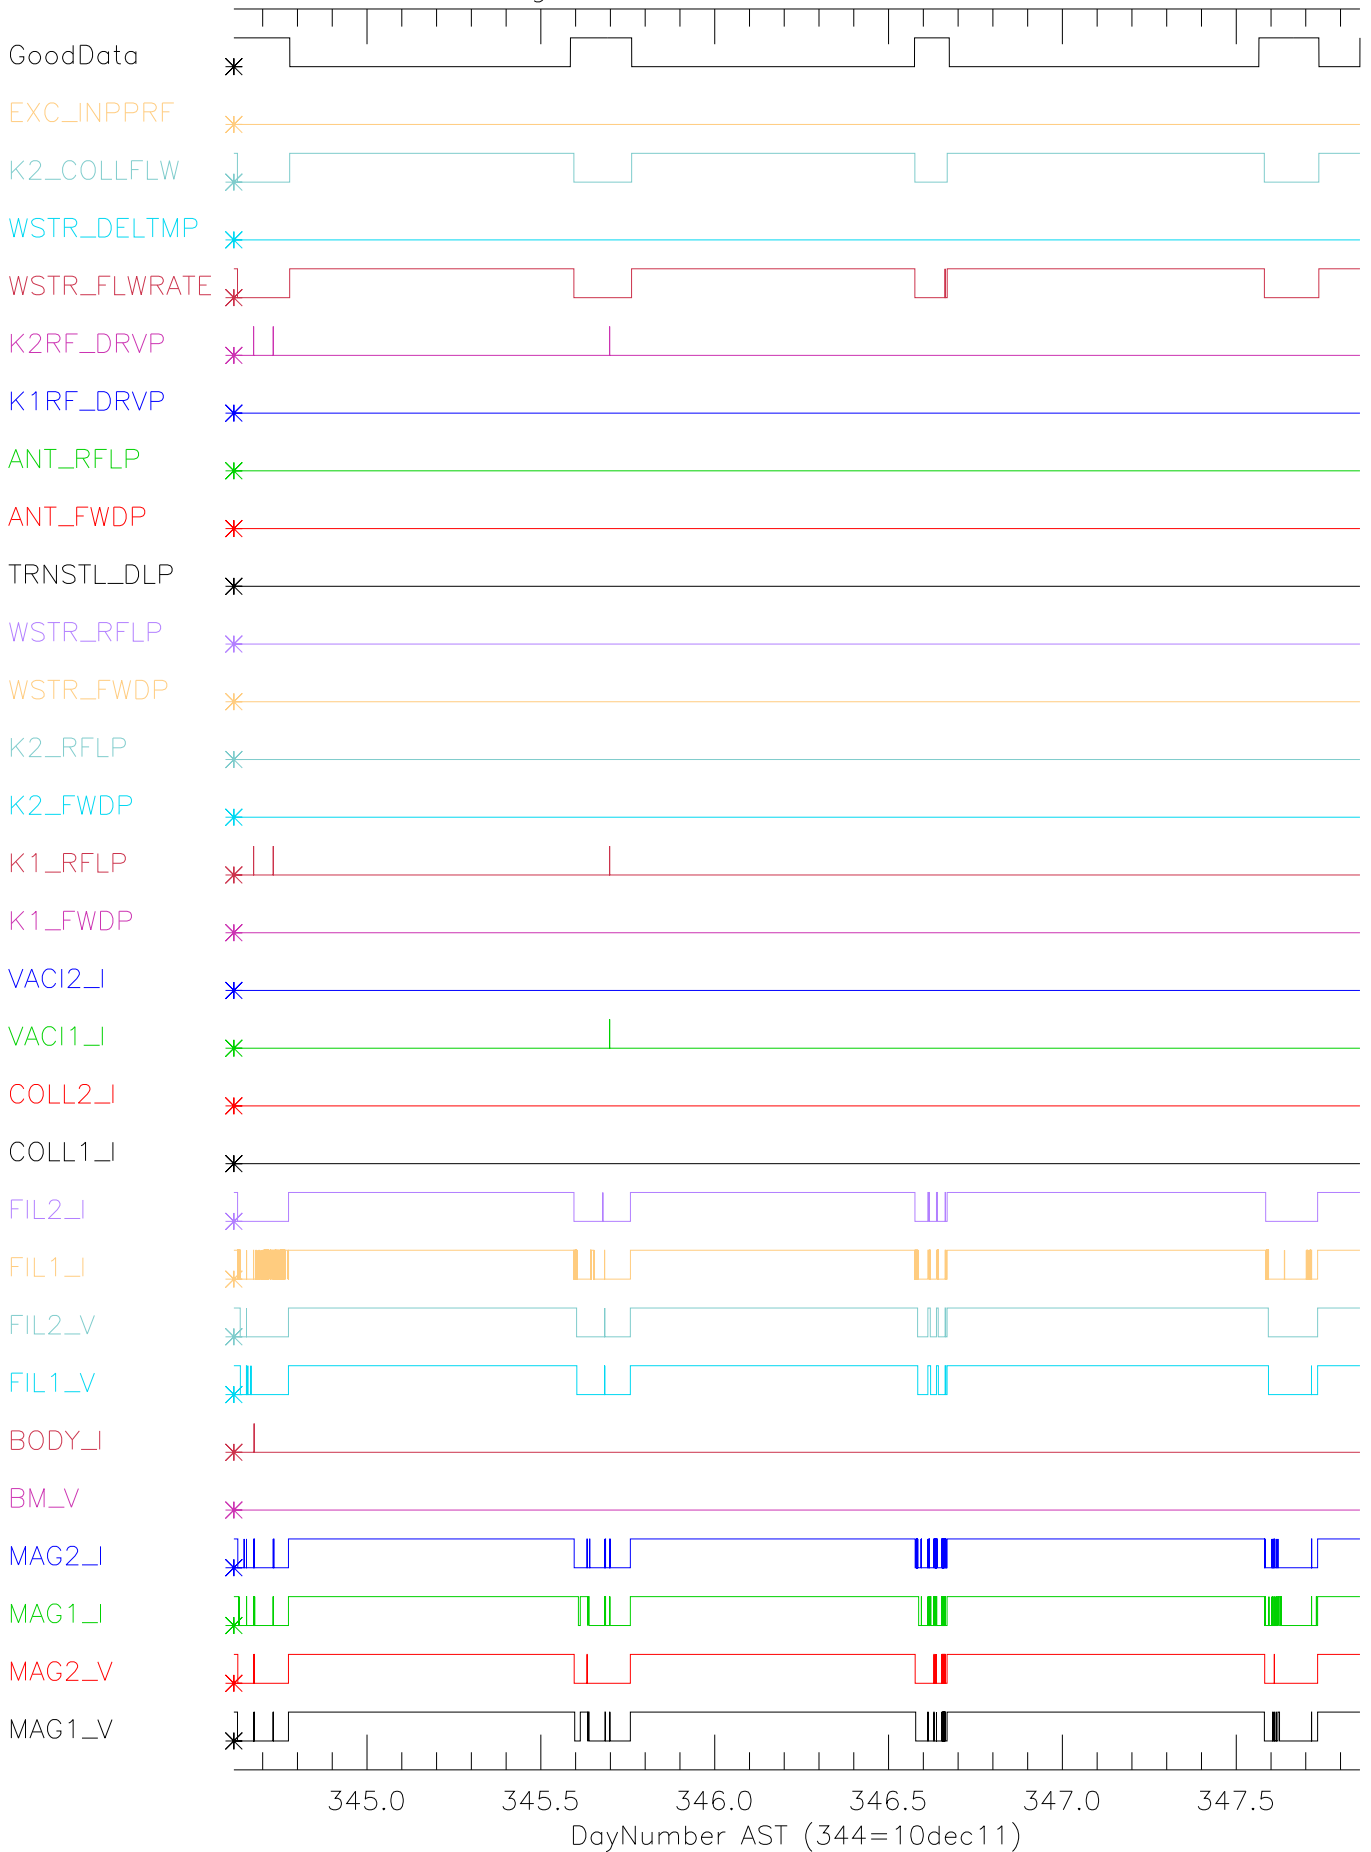 GoodData
EXC_INPPRF
K2_COLLFLW
WSTR_DELTMP
WSTR_FLWRATE
K2RF_DRVP
K1RF_DRVP
ANT_RFLP
ANT_FWDP
TRNSTL_DLP
WSTR_RFLP
WSTR_FWDP
K2_RFLP
K2_FWDP
K1_RFLP
K1_FWDP
VACI2_I
VACI1_I
COLL2_I
COLL1_I
FIL2_I
FIL1_I
FIL2_V
FIL1_V
BODY_I
BM_V
MAG2_I
MAG1_I
MAG2_V
MAG1_V
345.0 345.5 346.0 346.5 347.0 347.5
DayNumber AST (344=10dec11)